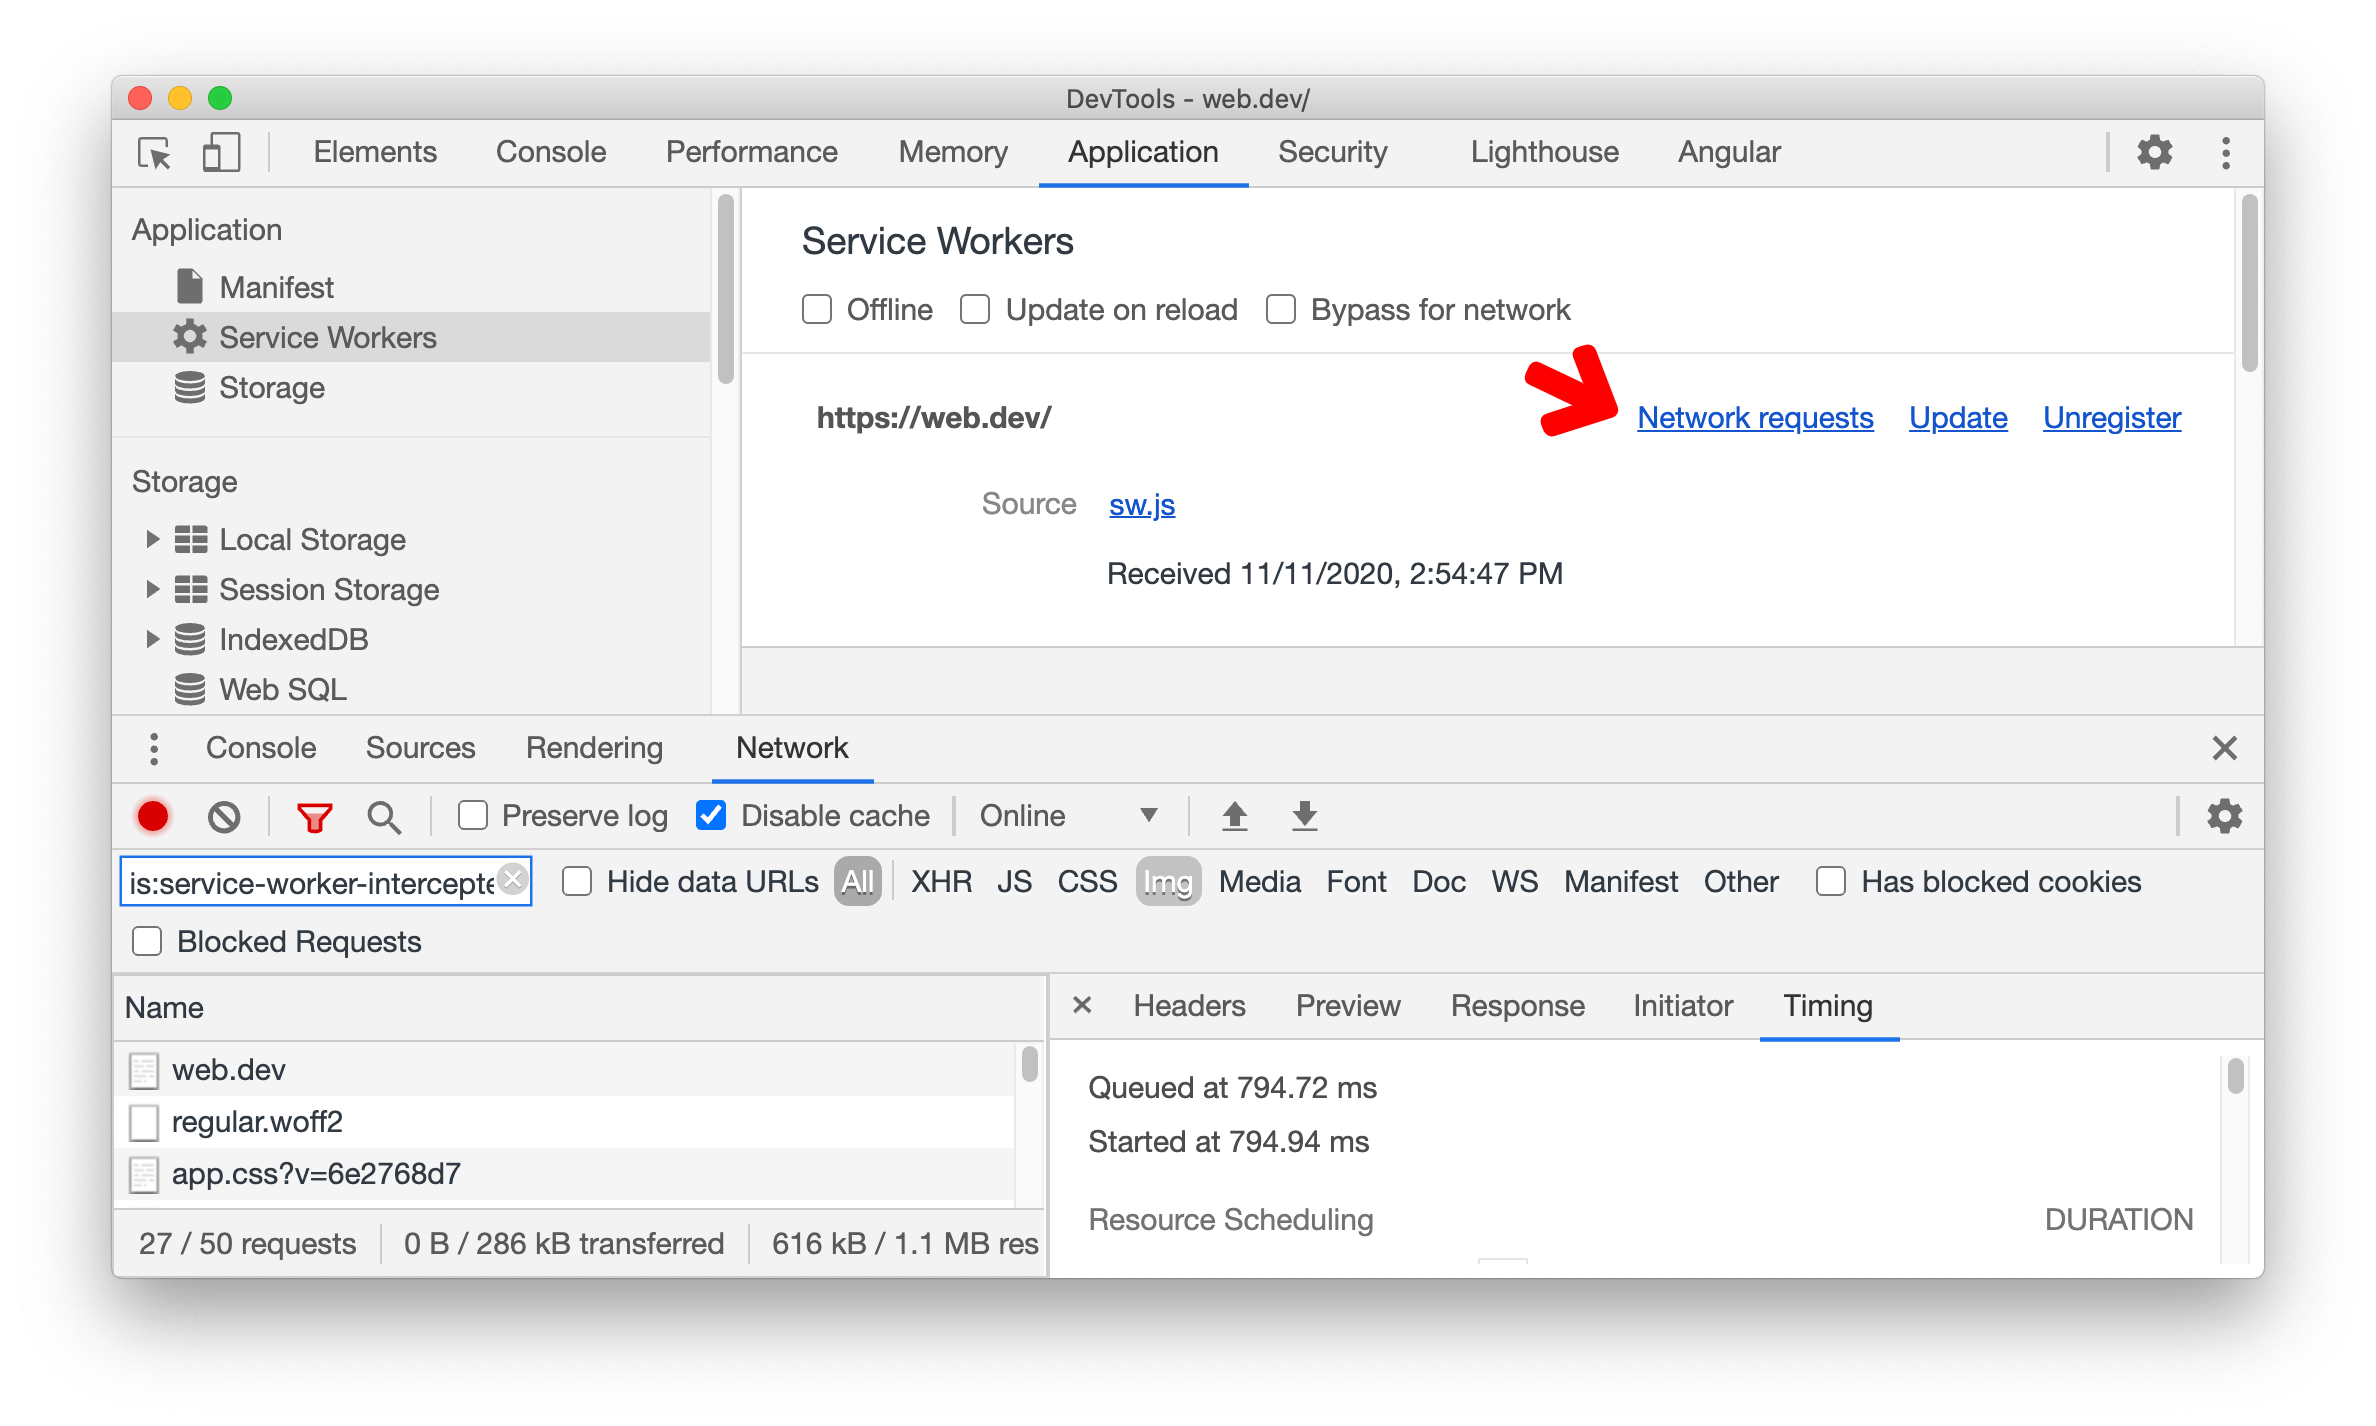 DevTools - web.dev/
Elements Console Performance Memory Application Security Lighthouse Angular
Application
Manifest
Service Workers
Storage
Storage
Local Storage
Session Storage
IndexedDB
Web SQL
Service Workers
Offline Update on reload Bypass for network
https://web.dev/ Network requests Update Unregister
Source sw.js
Received 11/11/2020, 2:54:47 PM
Console Sources Rendering Network
Preserve log Disable cache Online
is:service-worker-intercepte Hide data URLs All XHR JS CSS Img Media Font Doc WS Manifest Other Has blocked cookies
Blocked Requests
Name
web.dev
regular.woff2
app.css?v=6e2768d7
27 / 50 requests 0 B / 286 kB transferred 616 kB / 1.1 MB res
Headers Preview Response Initiator Timing
Queued at 794.72 ms
Started at 794.94 ms
Resource Scheduling DURATION